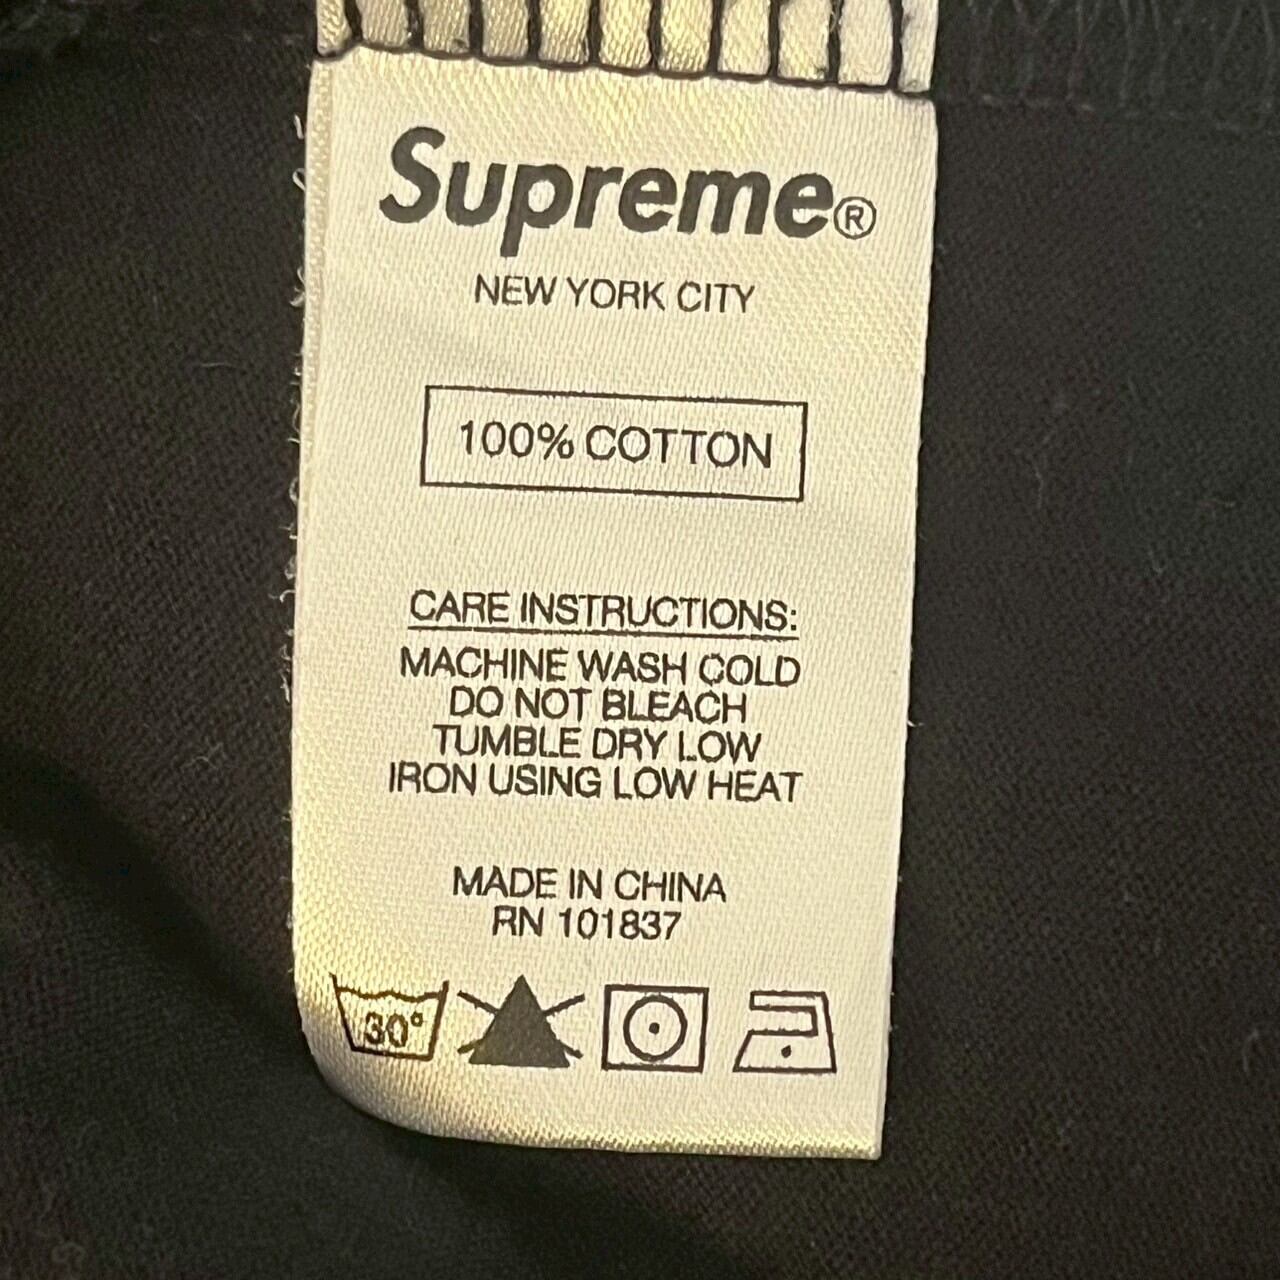 Supreme®
NEW YORK CITY
100% COTTON
CARE INSTRUCTIONS:
MACHINE WASH COLD
DO NOT BLEACH
TUMBLE DRY LOW
IRON USING LOW HEAT
MADE IN CHINA
RN 101837
30°